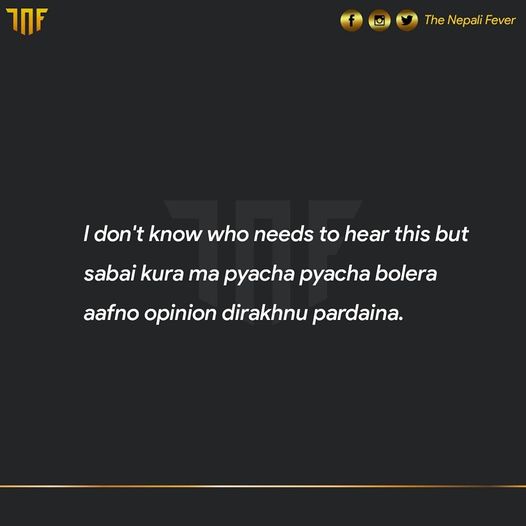 TNF
The Nepali Fever
I don't know who needs to hear this but
sabai kura ma pyacha pyacha bolera
aafno opinion dirakhnu pardaina.